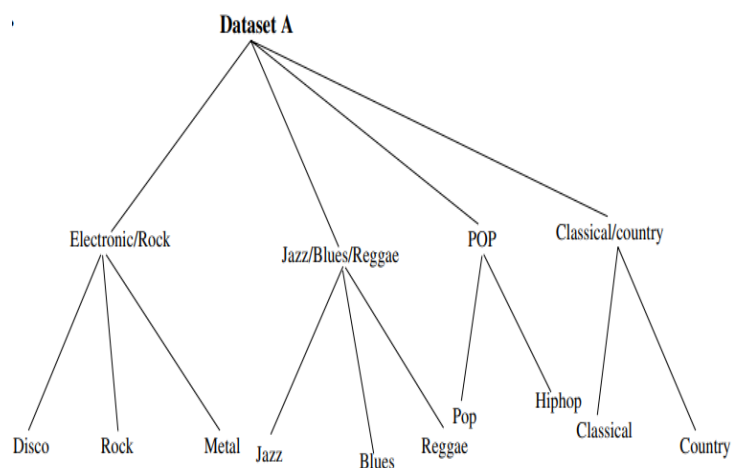 Dataset A
Electronic/Rock
Jazz/Blues/Reggae
POP
Classical/country
Disco
Rock
Metal
Jazz
Blues
Reggae
Pop
Hiphop
Classical
Country